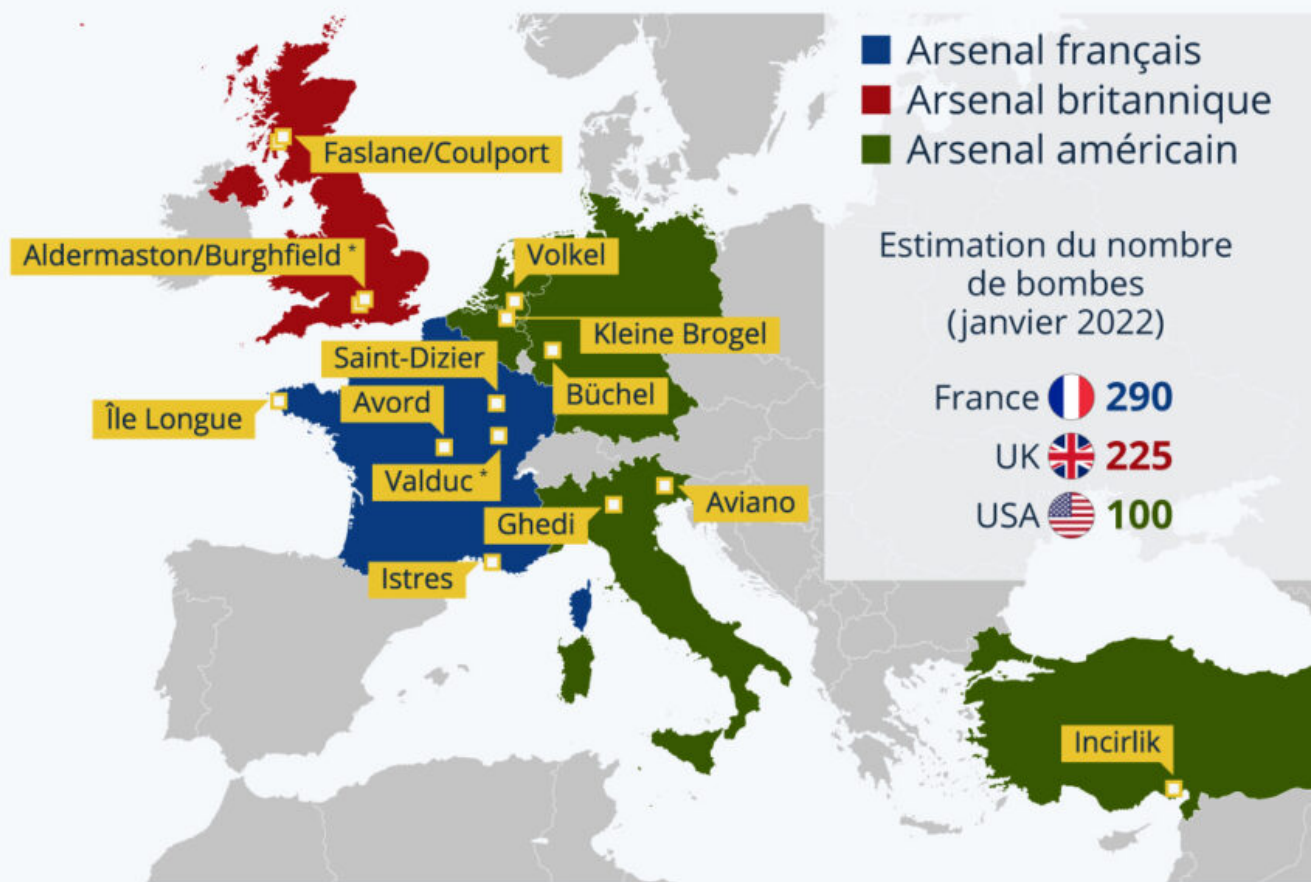 Arsenal français
Arsenal britannique
Arsenal américain
Estimation du nombre
de bombes
(janvier 2022)
France 290
UK 225
USA 100
Faslane/Coulport
Aldermaston/Burghfield *
Volkel
Kleine Brogel
Saint-Dizier
Büchel
Avord
Île Longue
Valduc *
Aviano
Ghedi
Istres
Incirlik